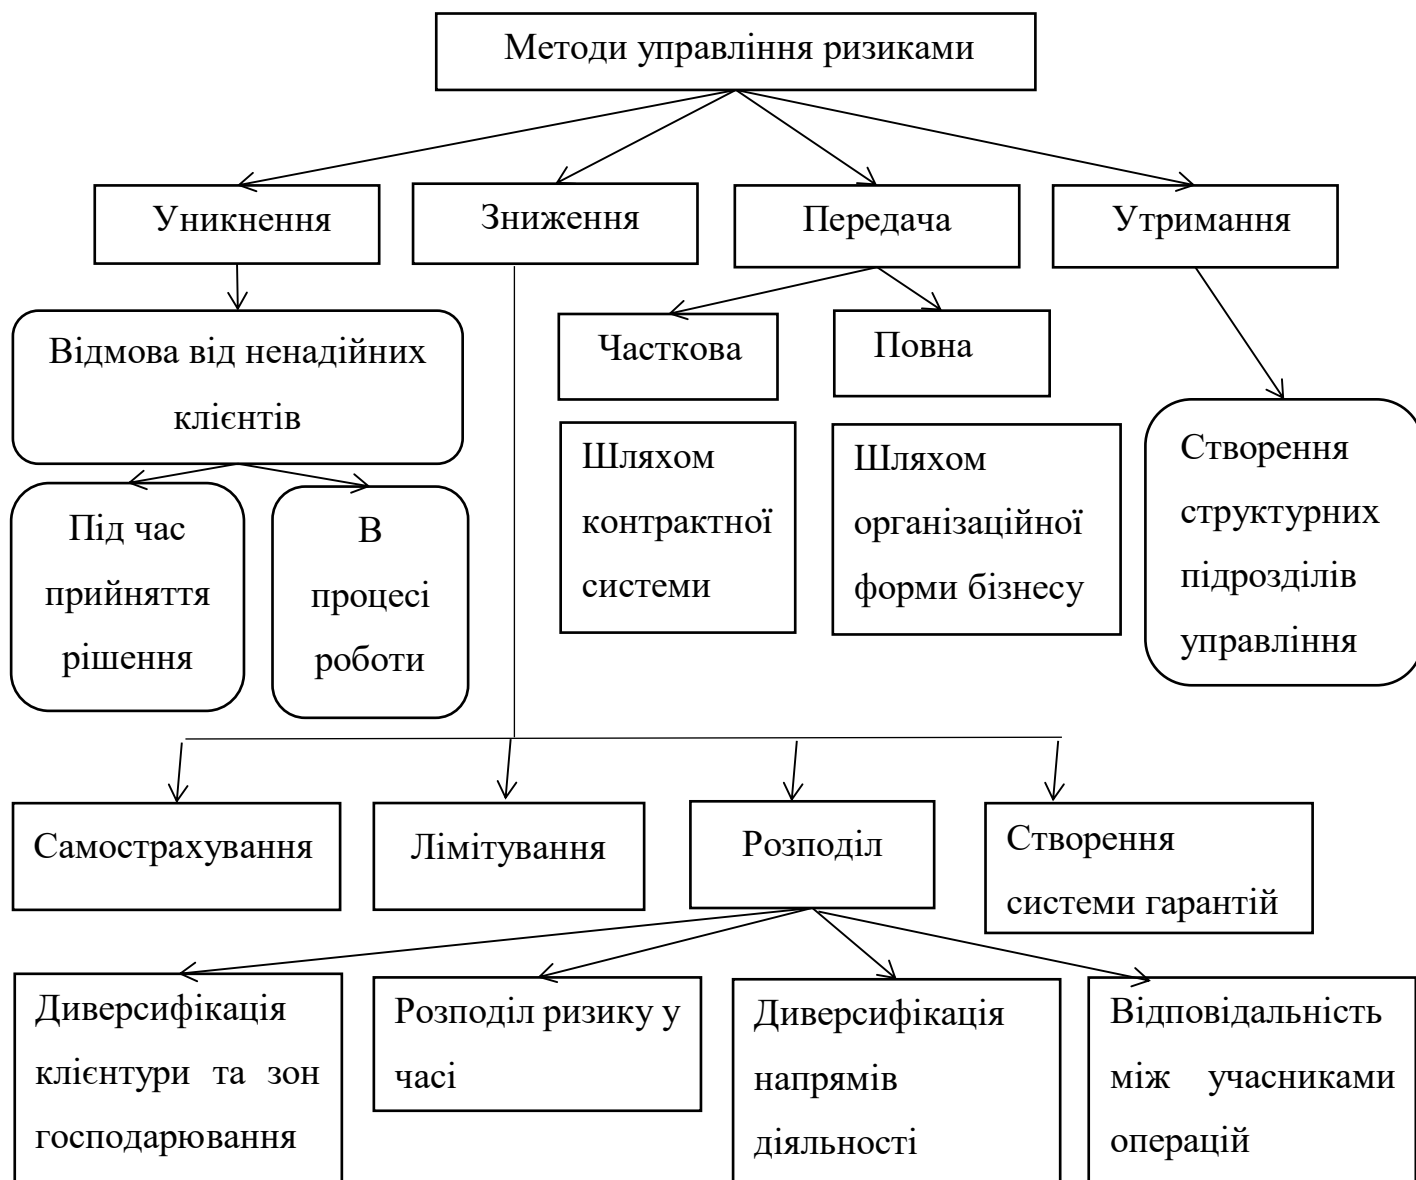 Методи управління ризиками
Уникнення
Зниження
Передача
Утримання
Відмова від ненадійних
клієнтів
Часткова
Повна
Під час
прийняття
рішення
В
процесі
роботи
Шляхом
контрактної
системи
Шляхом
організаційної
форми бізнесу
Створення
структурних
підрозділів
управління
Самострахування
Лімітування
Розподіл
Створення
системи гарантій
Диверсифікація
клієнтури та зон
господарювання
Розподіл ризику у
часі
Диверсифікація
напрямів
діяльності
Відповідальність
між учасниками
операцій